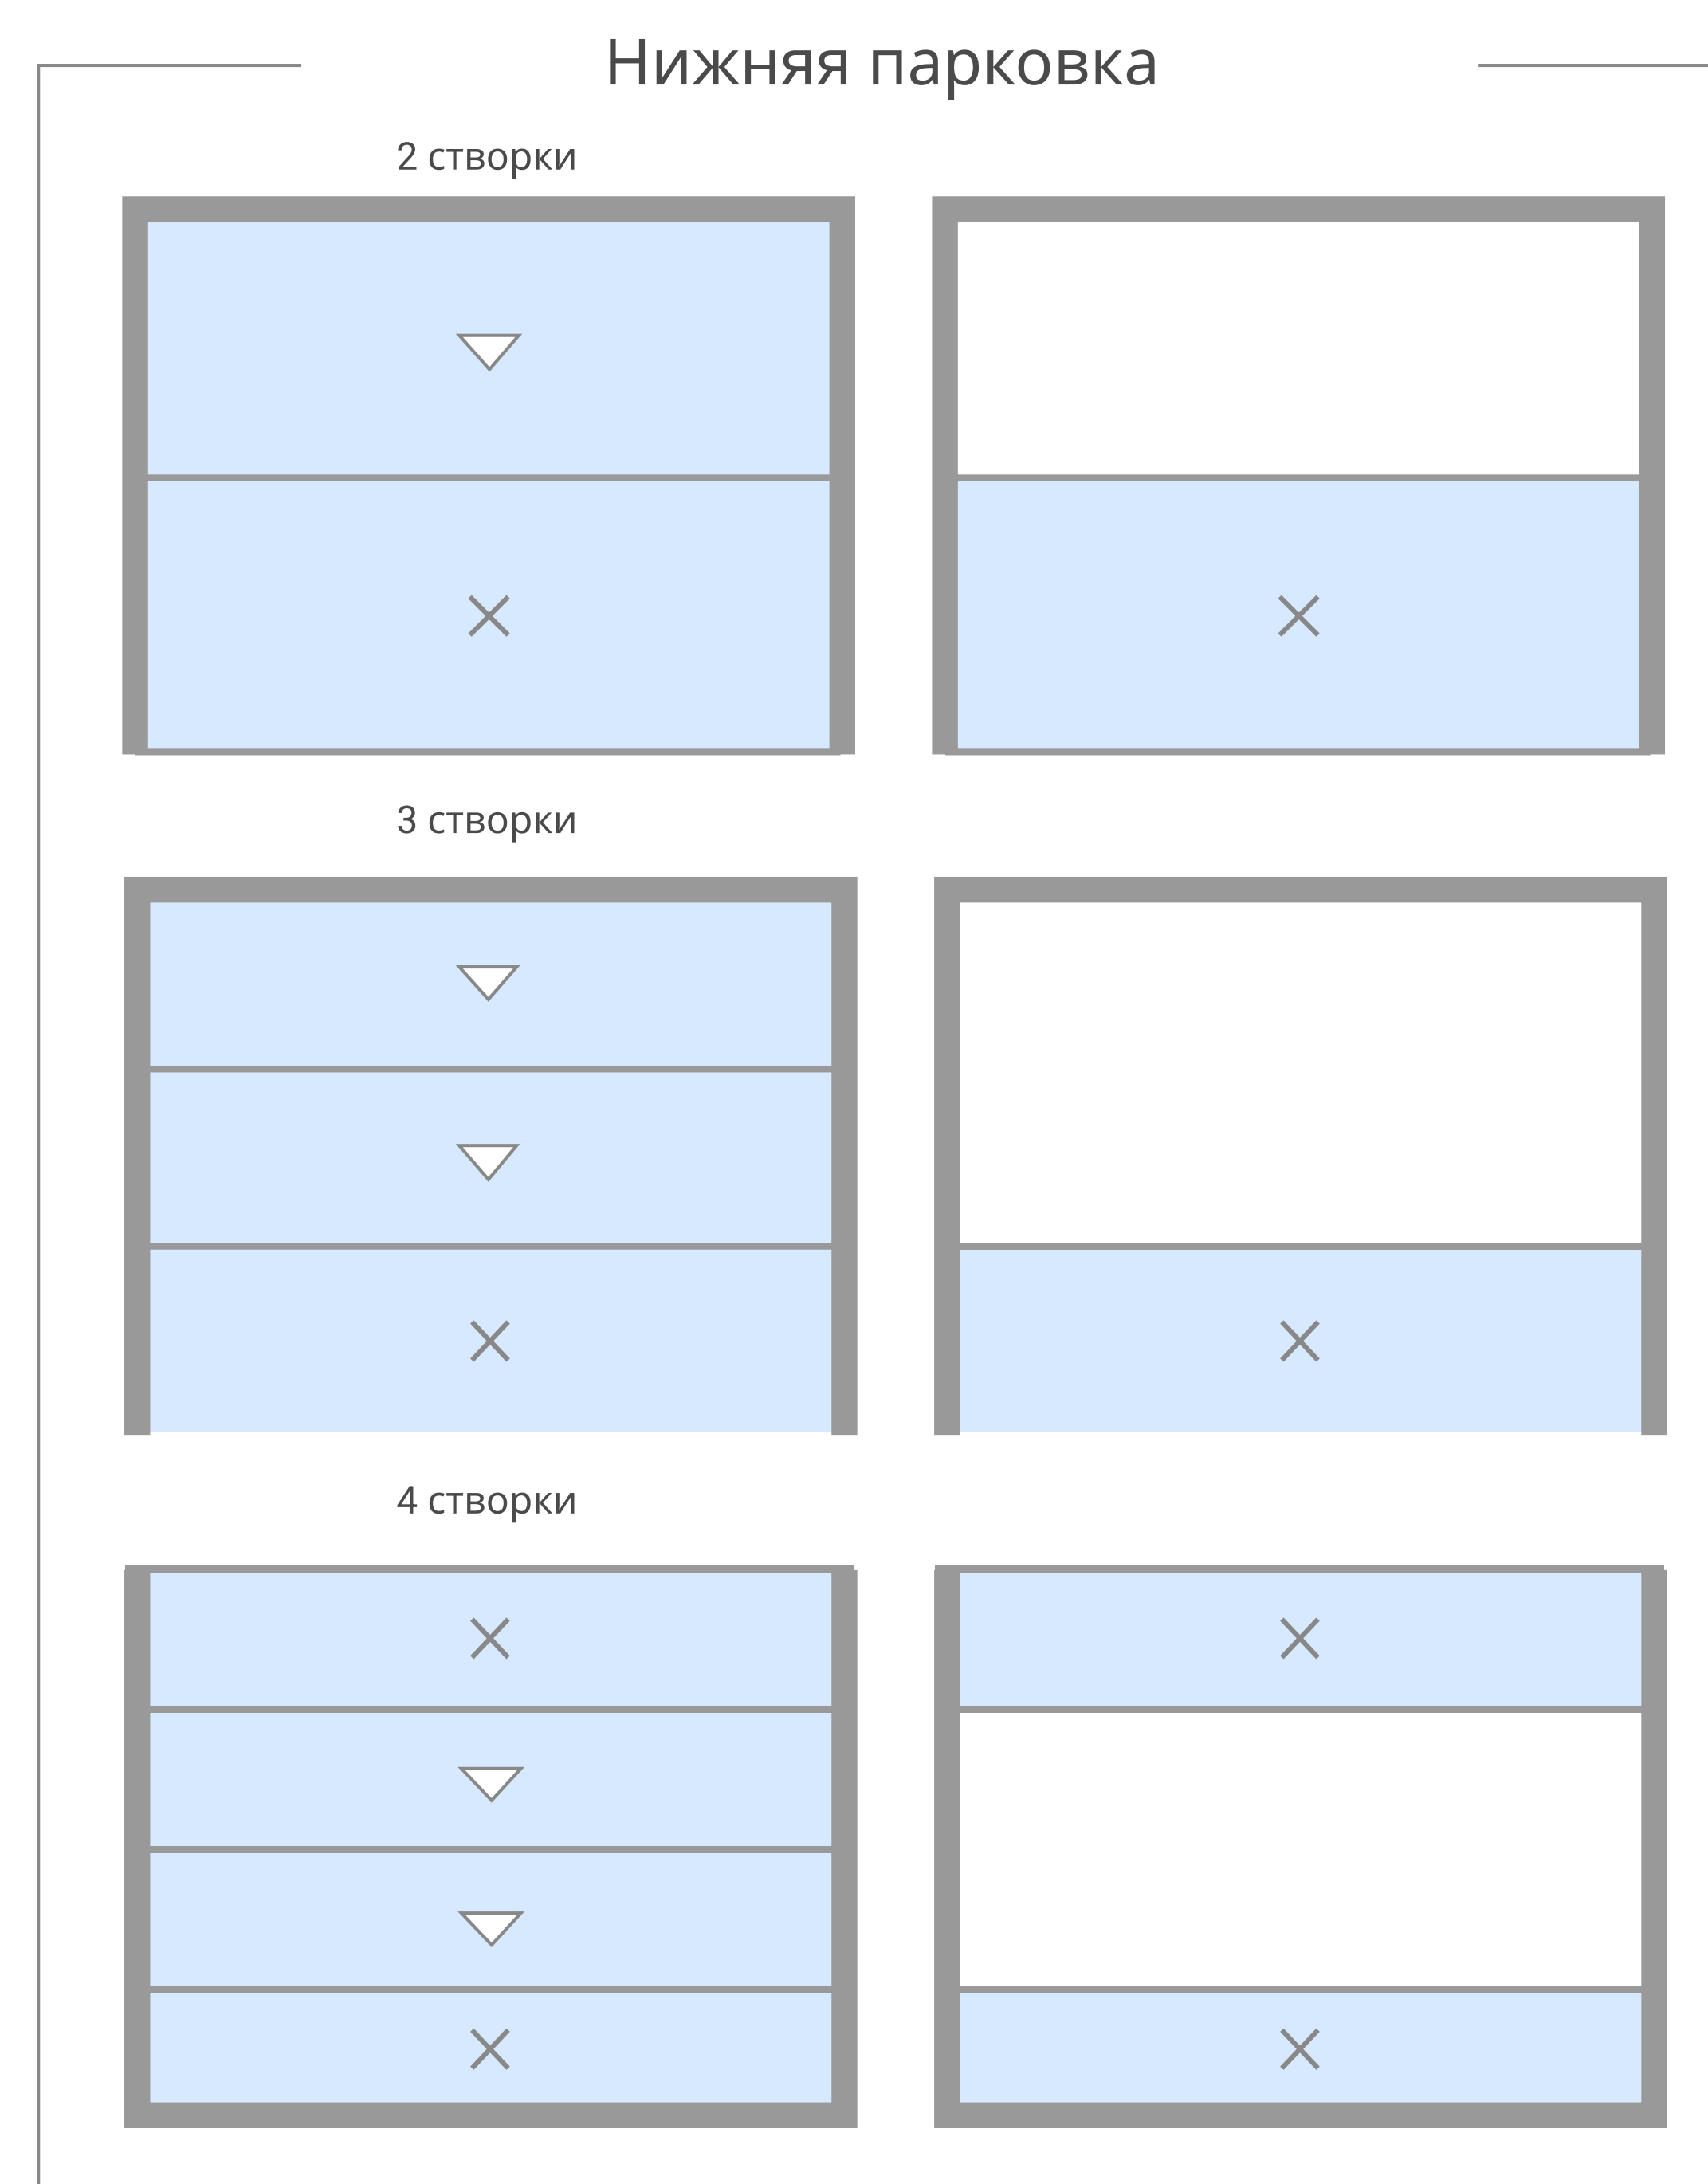 Нижняя парковка
2 створки
3 створки
4 створки